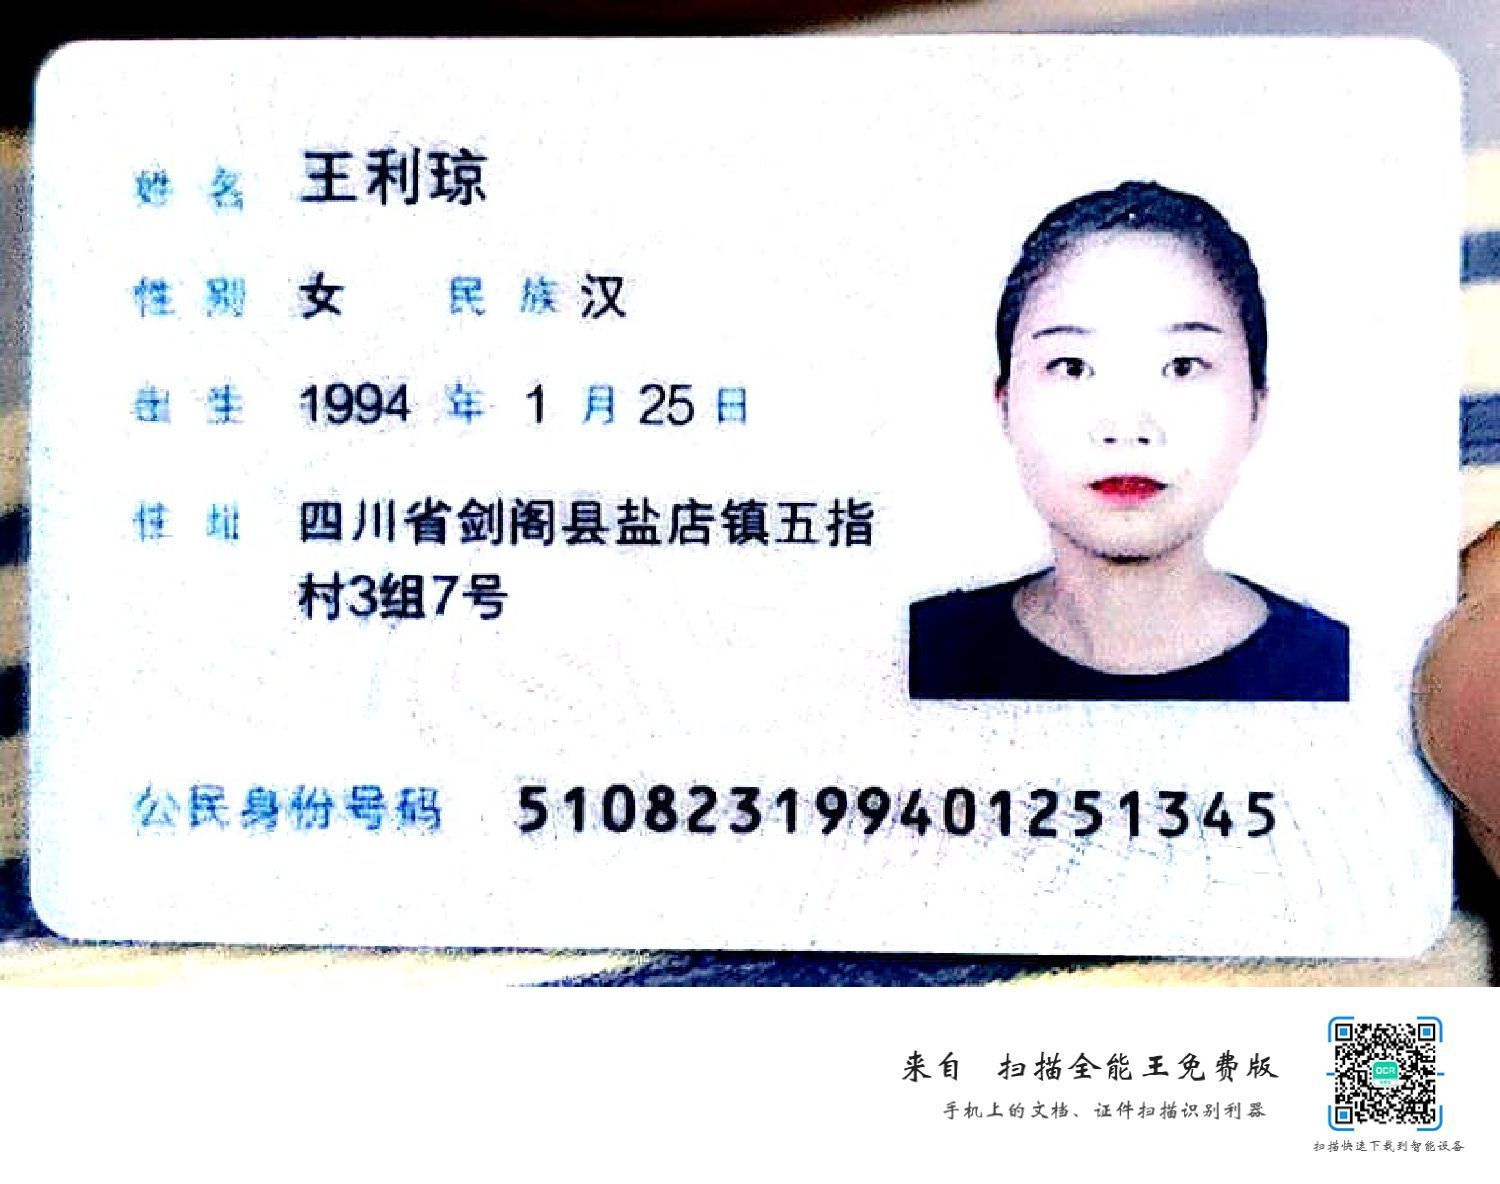 姓名 王利琼
性别 女 民族 汉
出生 1994 年 1 月 25 日
住址 四川省剑阁县盐店镇五指
村3组7号
公民身份号码 510823199401251345
来自 扫描全能王免费版
手机上的文档、证件扫描识别利器
扫描快速下载到智能设备
OCR